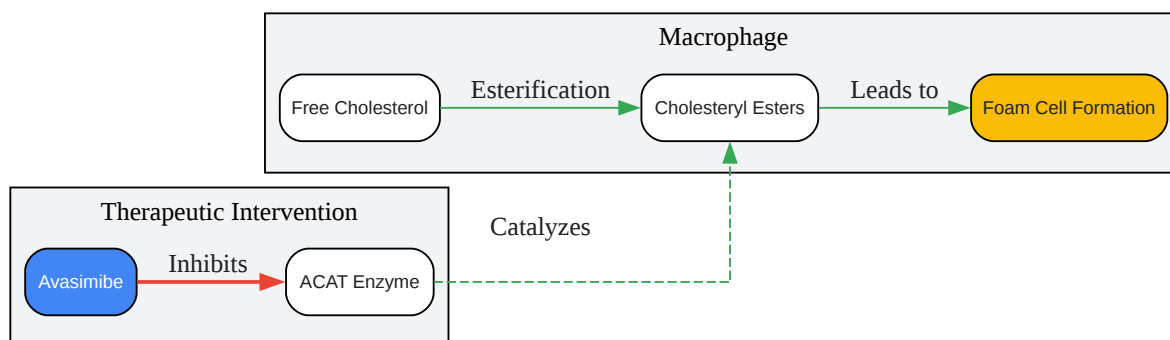 Macrophage
Free Cholesterol
Esterification
Cholesteryl Esters
Leads to
Foam Cell Formation
Therapeutic Intervention
Avasimibe
Inhibits
ACAT Enzyme
Catalyzes